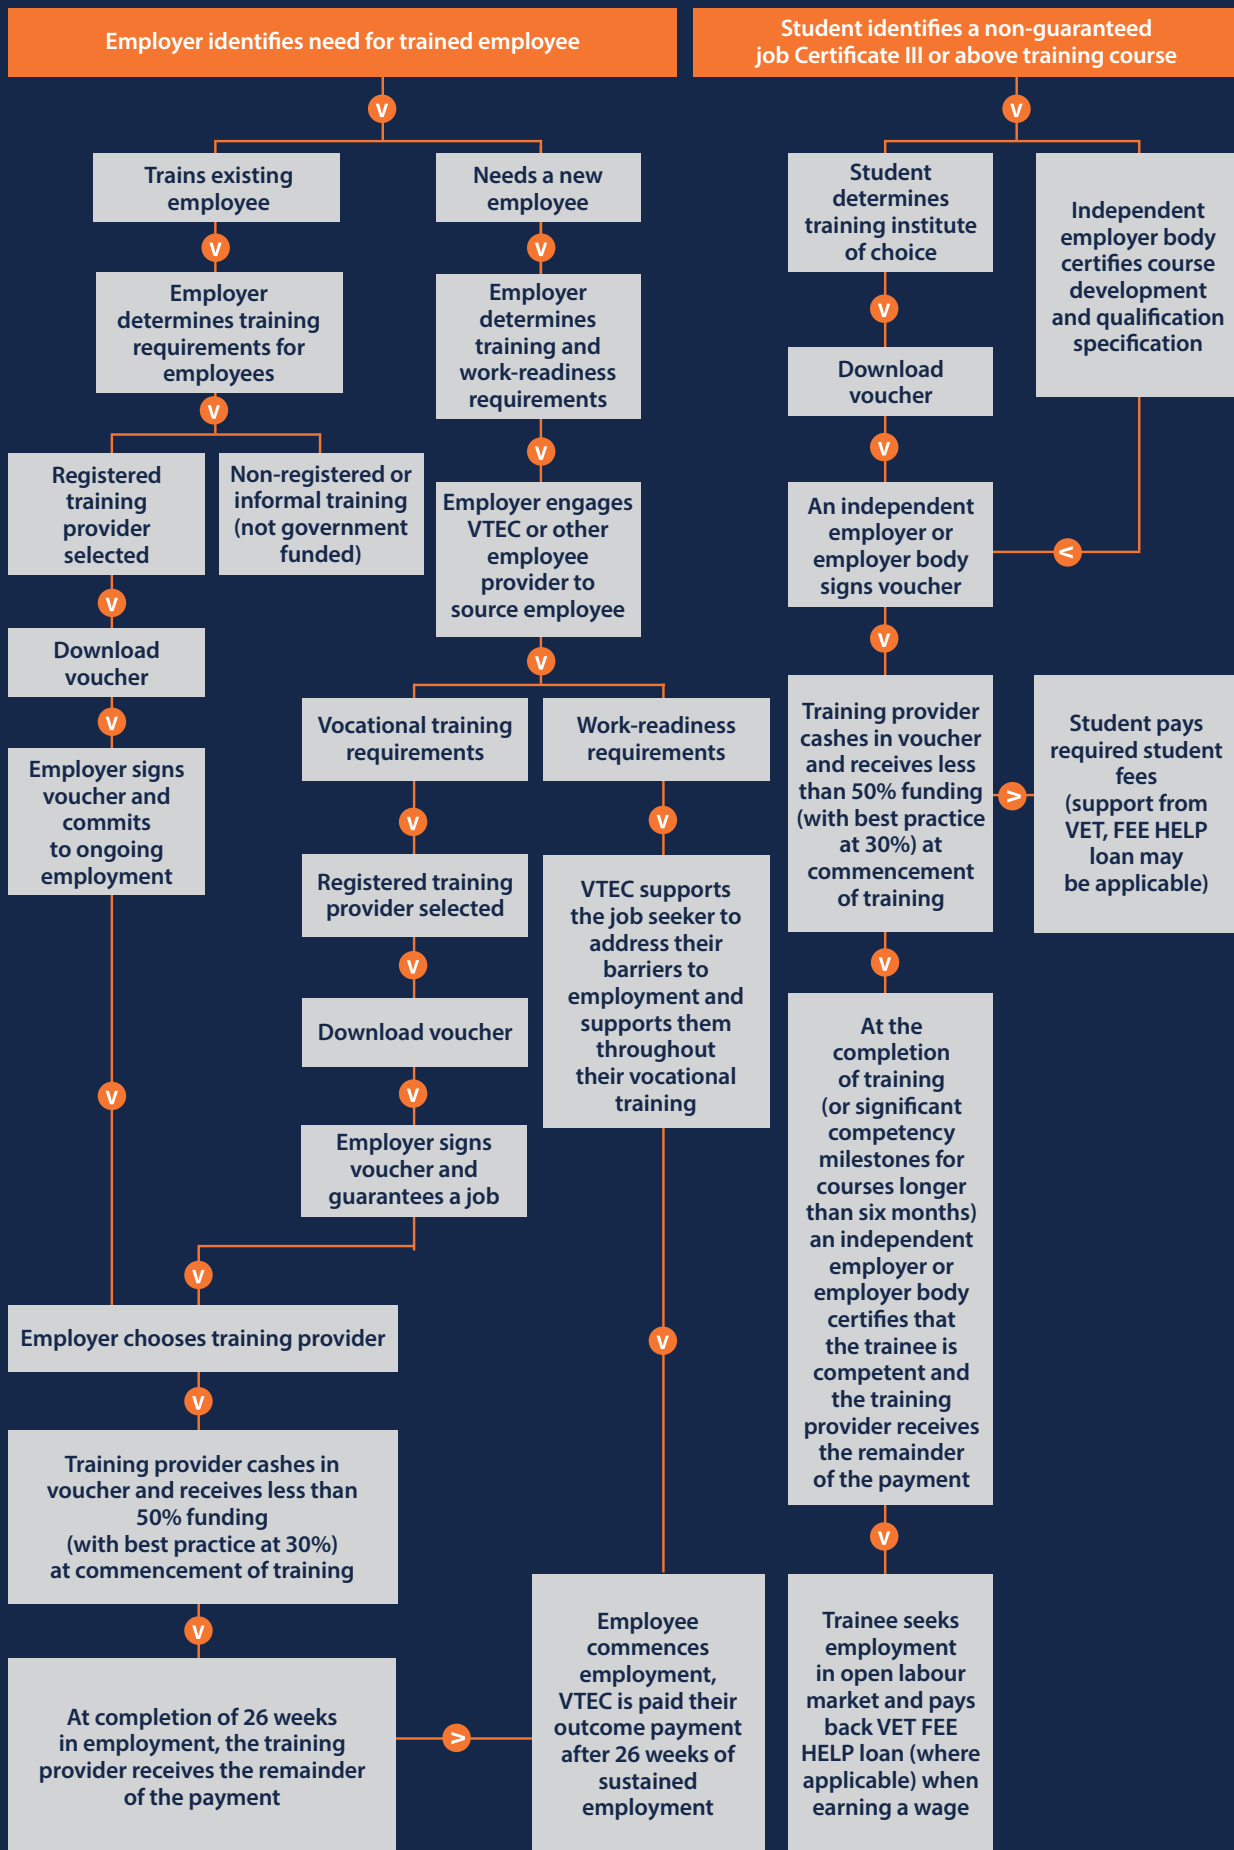 Employer identifies need for trained employee
Student identifies a non-guaranteed
job Certificate III or above training course
v
v
Trains existing
employee
Needs a new
employee
Student
determines
training institute
of choice
Independent
employer body
certifies course
development
and qualification
specification
v
v
Employer
determines training
requirements for
employees
Employer
determines
training and
work-readiness
requirements
v
Download
voucher
v
v
v
Registered
training
provider
selected
Non-registered or
informal training
(not government
funded)
Employer engages
VTEC or other
employee
provider to
source employee
An independent
employer or
employer body
signs voucher
<
v
v
v
Download
voucher
Vocational training
requirements
Work-readiness
requirements
Training provider
cashes in voucher
and receives less
than 50% funding
(with best practice
at 30%) at
commencement
of training
>
Student pays
required student
fees
(support from
VET, FEE HELP
loan may
be applicable)
v
Employer signs
voucher and
commits
to ongoing
employment
v
v
Registered training
provider selected
VTEC supports
the job seeker to
address their
barriers to
employment and
supports them
throughout
their vocational
training
v
v
Download voucher
v
v
Employer signs
voucher and
guarantees a job
At the
completion
of training
(or significant
competency
milestones for
courses longer
than six months)
an independent
employer or
employer body
certifies that
the trainee is
competent and
the training
provider receives
the remainder
of the payment
v
Employer chooses training provider
v
v
Training provider cashes in
voucher and receives less than
50% funding
(with best practice at 30%)
at commencement of training
v
v
At completion of 26 weeks
in employment, the training
provider receives the remainder
of the payment
>
Employee
commences
employment,
VTEC is paid their
outcome payment
after 26 weeks of
sustained
employment
Trainee seeks
employment
in open labour
market and pays
back VET FEE
HELP loan (where
applicable) when
earning a wage